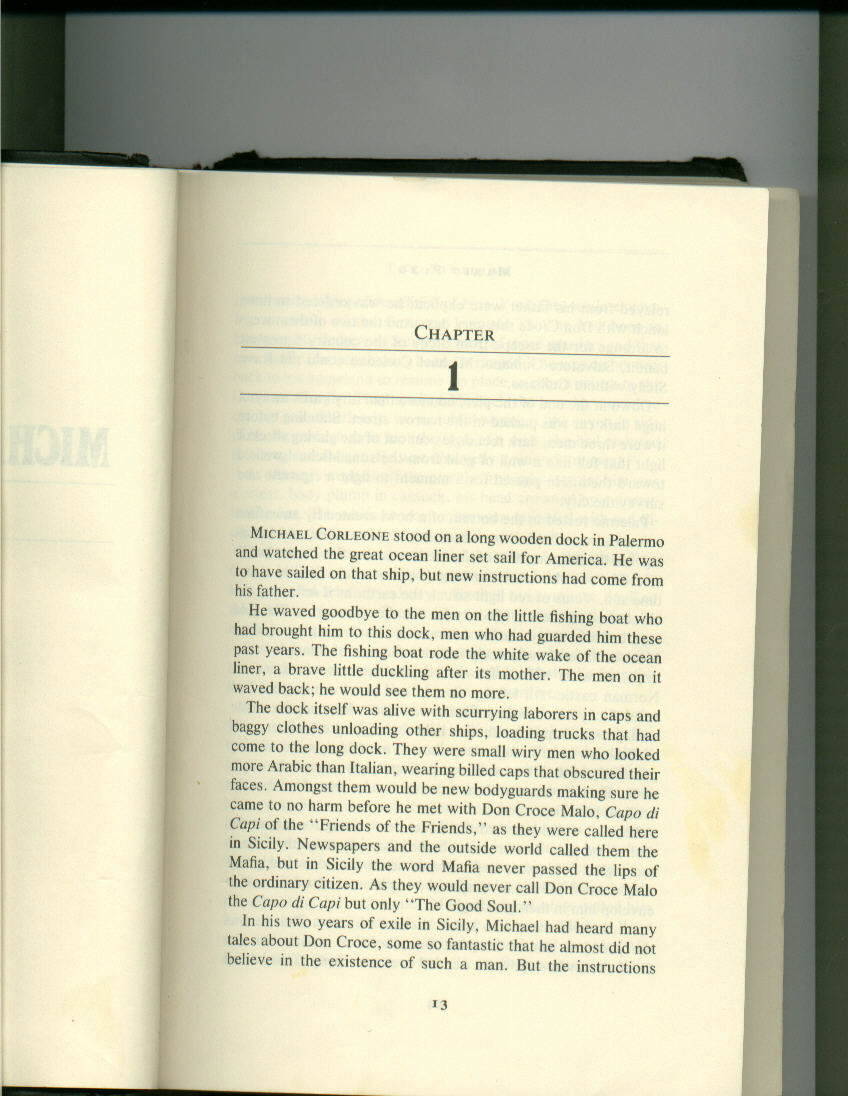 CHAPTER
1
MICHAEL CORLEONE stood on a long wooden dock in Palermo
and watched the great ocean liner set sail for America. He was
to have sailed on that ship, but new instructions had come from
his father.
He waved goodbye to the men on the little fishing boat who
had brought him to this dock, men who had guarded him these
past years. The fishing boat rode the white wake of the ocean
liner, a brave little duckling after its mother. The men on it
waved back; he would see them no more.
The dock itself was alive with scurrying laborers in caps and
baggy clothes unloading other ships, loading trucks that had
come to the long dock. They were small wiry men who looked
more Arabic than Italian, wearing billed caps that obscured their
faces. Amongst them would be new bodyguards making sure he
came to no harm before he met with Don Croce Malo, Capo di
Capi of the "Friends of the Friends," as they were called here
in Sicily. Newspapers and the outside world called them the
Mafia, but in Sicily the word Mafia never passed the lips of
the ordinary citizen. As they would never call Don Croce Malo
the Capo di Capi but only "The Good Soul."
In his two years of exile in Sicily, Michael had heard many
tales about Don Croce, some so fantastic that he almost did not
believe in the existence of such a man. But the instructions
13